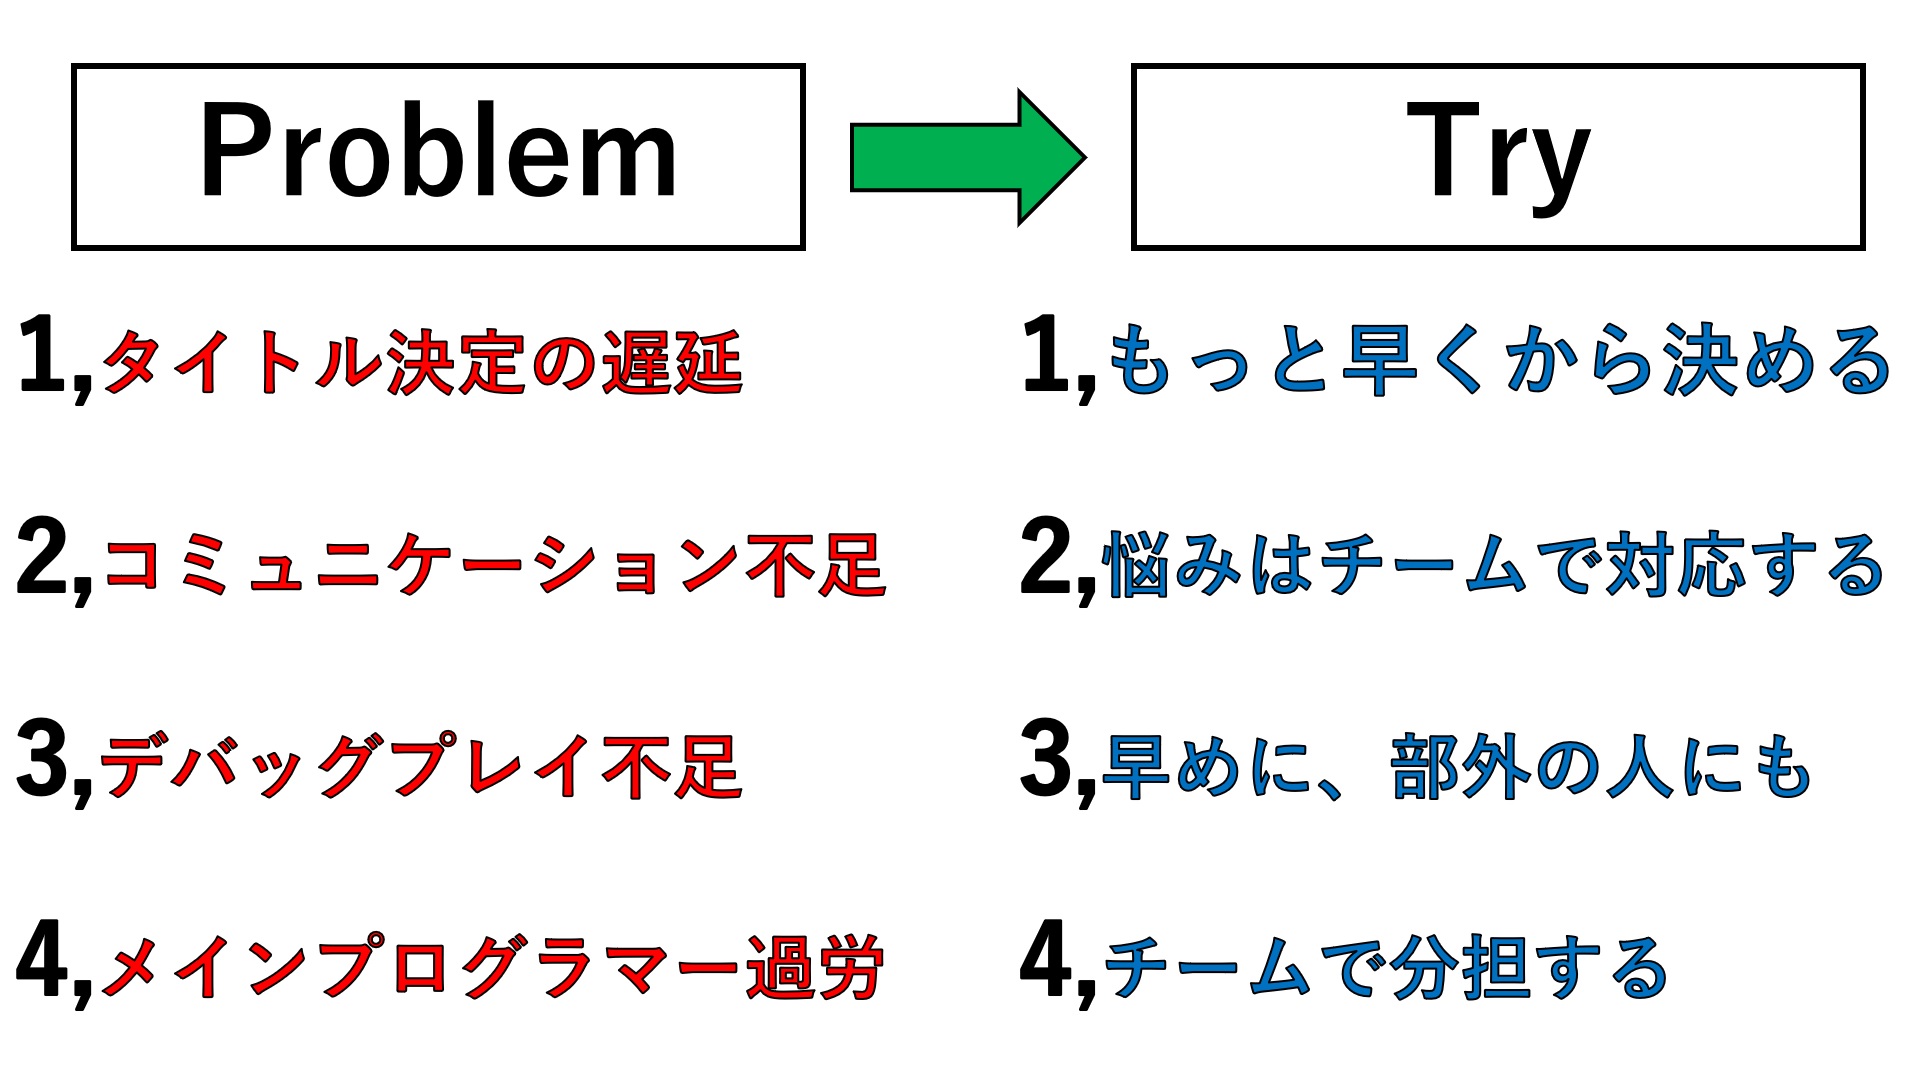 Problem
Try
1,タイトル決定の遅延
1,もっと早くから決める
2,コミュニケーション不足
2,悩みはチームで対応する
3,デバッグプレイ不足
3,早めに、部外の人にも
4,メインプログラマー過労
4,チームで分担する